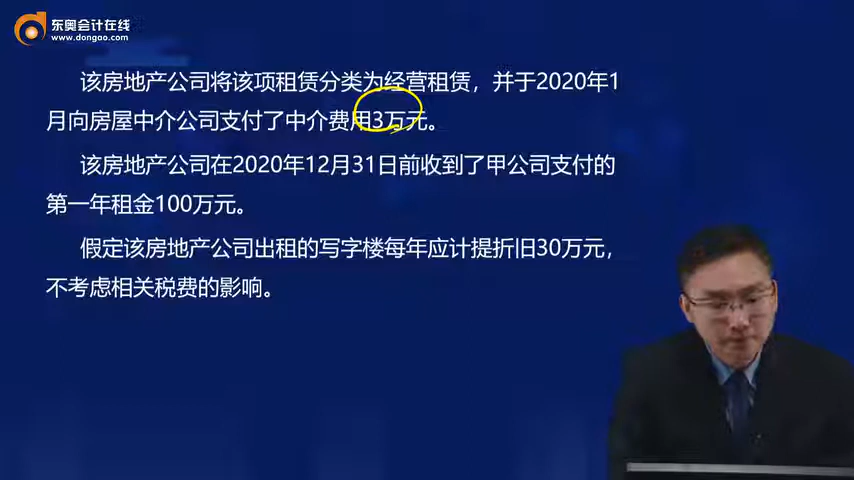 东奥会计在线
www.dongao.com
该房地产公司将该项租赁分类为经营租赁，并于2020年1
月向房屋中介公司支付了中介费用3万元。
该房地产公司在2020年12月31日前收到了甲公司支付的
第一年租金100万元。
假定该房地产公司出租的写字楼每年应计提折旧30万元，
不考虑相关税费的影响。